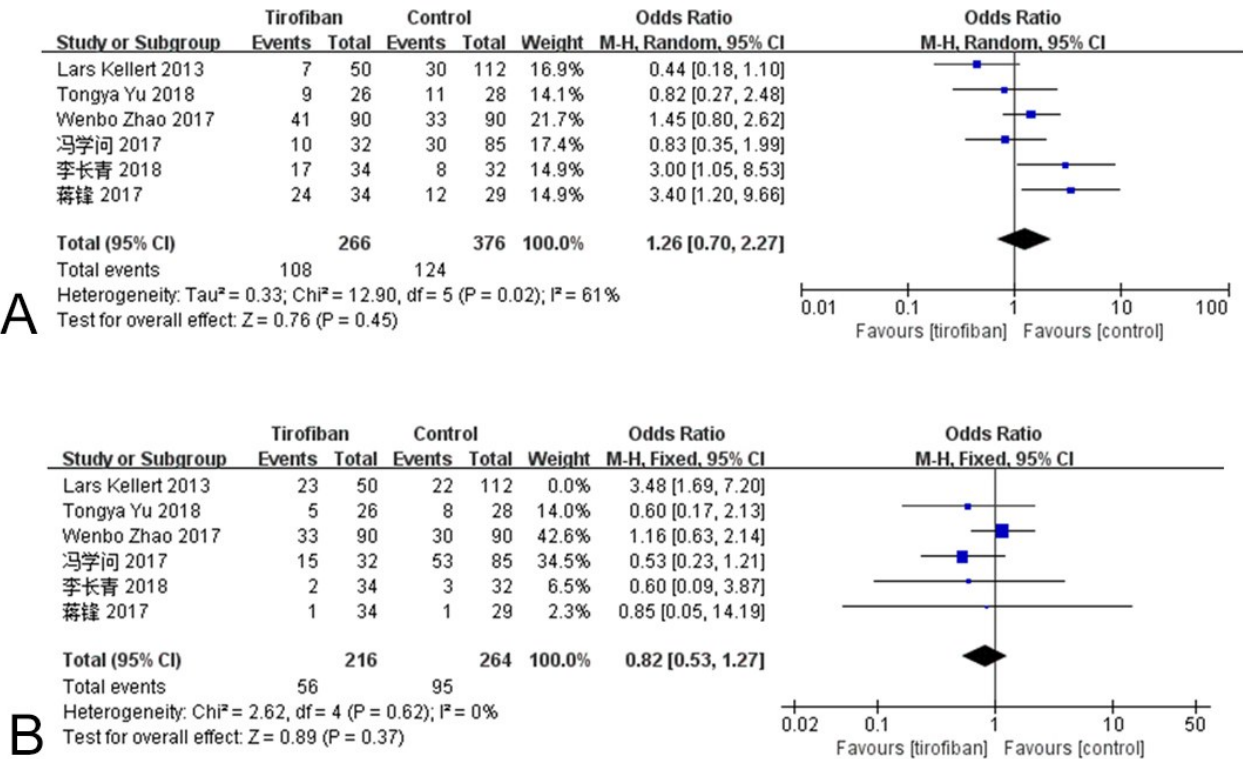 Tirofiban Control Odds Ratio Odds Ratio
Study or Subgroup Events Total Events Total Weight M-H, Random, 95% CI M-H, Random, 95% CI
Lars Kellert 2013 7 50 30 112 16.9% 0.44 [0.18, 1.10]
Tongya Yu 2018 9 26 11 28 14.1% 0.82 [0.27, 2.48]
Wenbo Zhao 2017 41 90 33 90 21.7% 1.45 [0.80, 2.62]
冯学问 2017 10 32 30 85 17.4% 0.83 [0.35, 1.99]
李长青 2018 17 34 8 32 14.9% 3.00 [1.05, 8.53]
蒋锋 2017 24 34 12 29 14.9% 3.40 [1.20, 9.66]
Total (95% CI) 266 376 100.0% 1.26 [0.70, 2.27]
Total events 108 124
Heterogeneity: Tau² = 0.33; Chi² = 12.90, df = 5 (P = 0.02); I² = 61%
Test for overall effect: Z = 0.76 (P = 0.45)
0.01 0.1 1 10 100
Favours [tirofiban] Favours [control]
A
Tirofiban Control Odds Ratio Odds Ratio
Study or Subgroup Events Total Events Total Weight M-H, Fixed, 95% CI M-H, Fixed, 95% CI
Lars Kellert 2013 23 50 22 112 0.0% 3.48 [1.69, 7.20]
Tongya Yu 2018 5 26 8 28 14.0% 0.60 [0.17, 2.13]
Wenbo Zhao 2017 33 90 30 90 42.6% 1.16 [0.63, 2.14]
冯学问 2017 15 32 53 85 34.5% 0.53 [0.23, 1.21]
李长青 2018 2 34 3 32 6.5% 0.60 [0.09, 3.87]
蒋锋 2017 1 34 1 29 2.3% 0.85 [0.05, 14.19]
Total (95% CI) 216 264 100.0% 0.82 [0.53, 1.27]
Total events 56 95
Heterogeneity: Chi² = 2.62, df = 4 (P = 0.62); I² = 0%
Test for overall effect: Z = 0.89 (P = 0.37)
0.02 0.1 1 10 50
Favours [tirofiban] Favours [control]
B